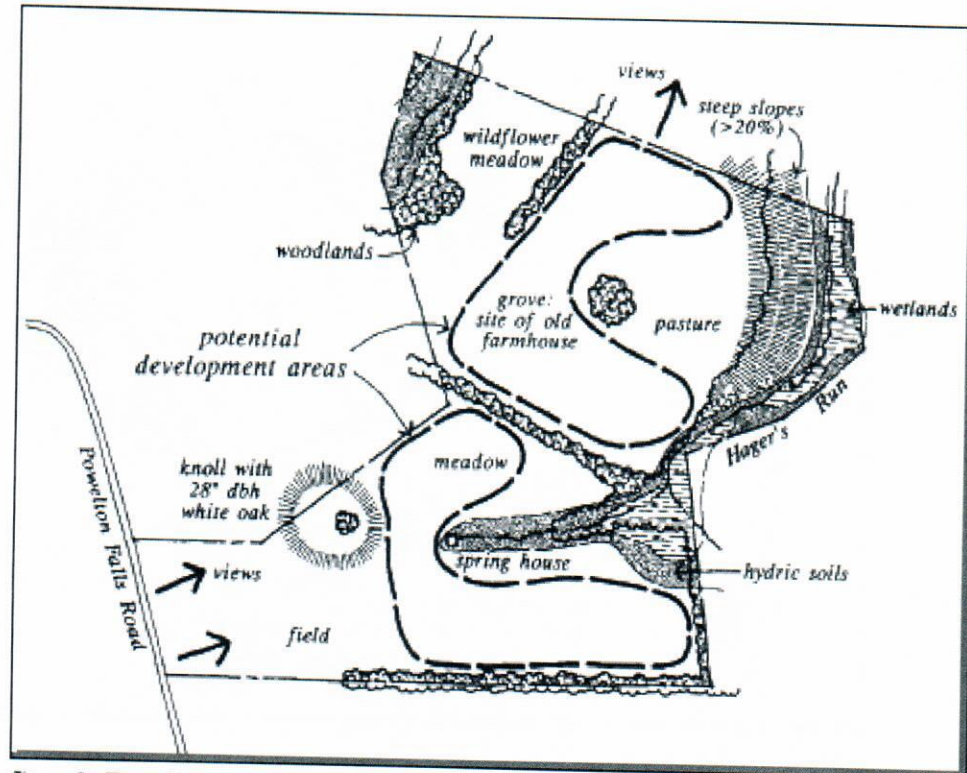 views
steep slopes
(>20%)
wildflower
meadow
woodlands
grove:
site of old
farmhouse
pasture
wetlands
potential
development areas
Hager's Run
meadow
knoll with
28" dbh
white oak
Powelton Falls Road
views
spring house
hydric soils
field